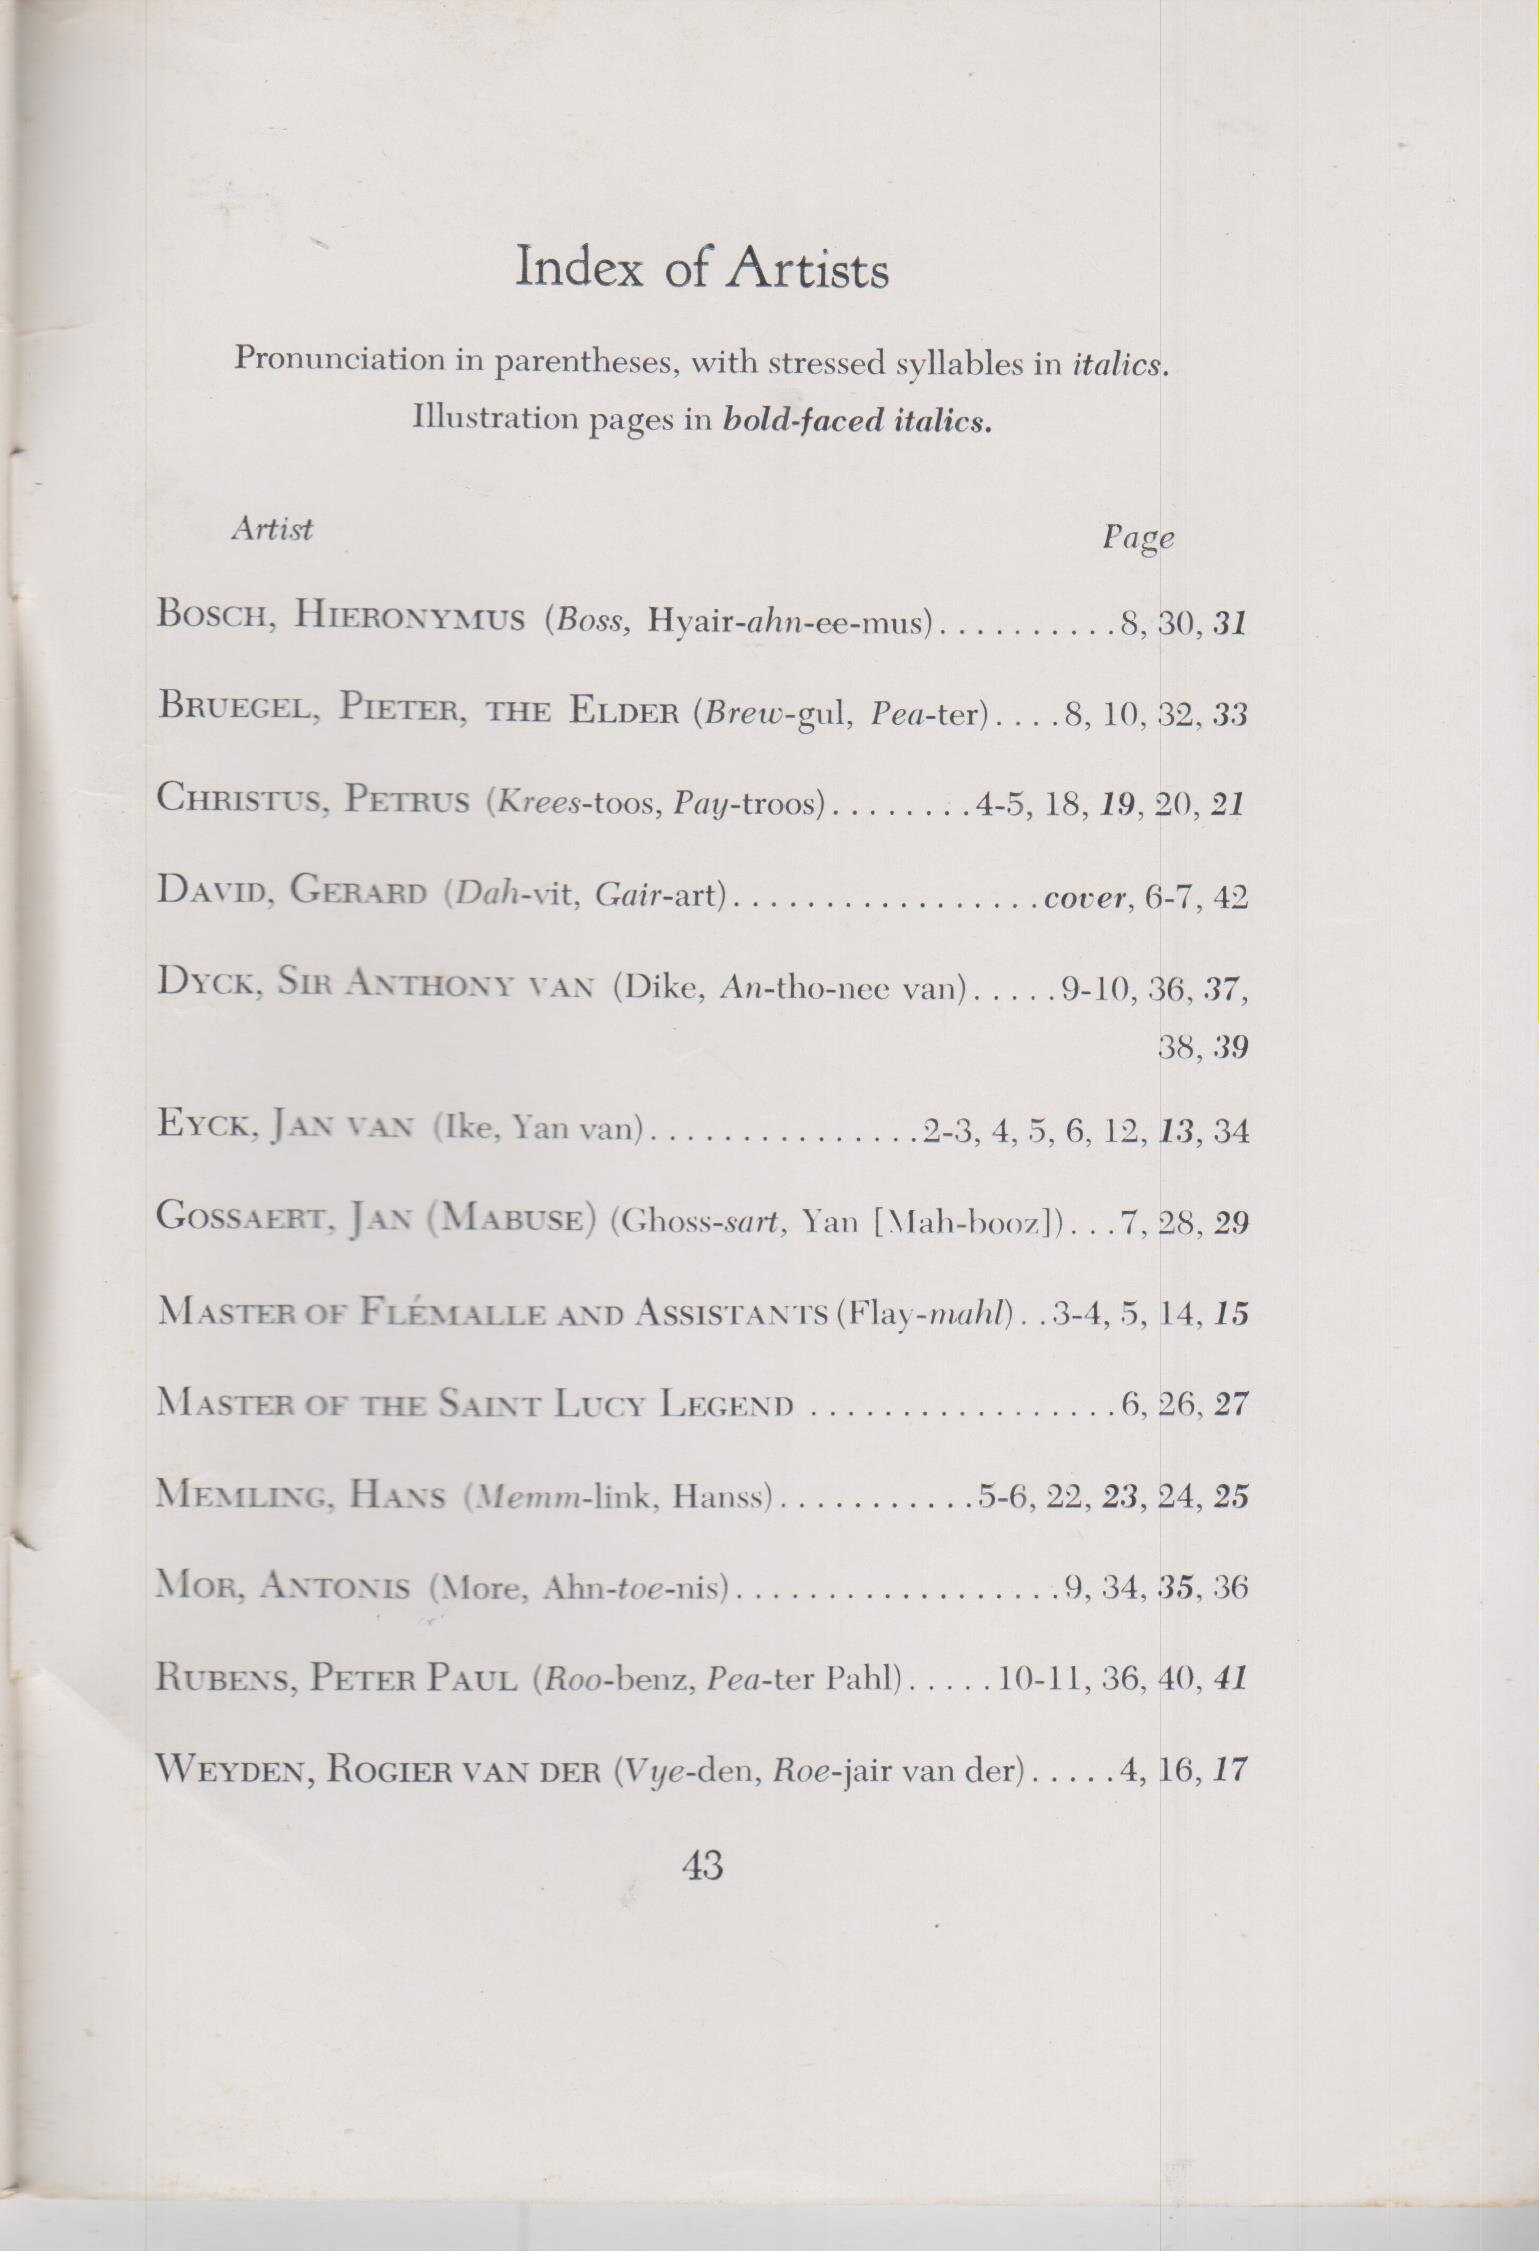 Index of Artists
Pronunciation in parentheses, with stressed syllables in italics.
Illustration pages in bold-faced italics.
Artist Page
BOSCH, HIERONYMUS (Boss, Hyair-ahn-ee-mus)..........8, 30, 31
BRUEGEL, PIETER, THE ELDER (Brew-gul, Pea-ter)....8, 10, 32, 33
CHRISTUS, PETRUS (Krees-toos, Pay-troos)........4-5, 18, 19, 20, 21
DAVID, GERARD (Dah-vit, Gair-art).................cover, 6-7, 42
DYCK, SIR ANTHONY VAN (Dike, An-tho-nee van).....9-10, 36, 37,
38, 39
EYCK, JAN VAN (Ike, Yan van)...............2-3, 4, 5, 6, 12, 13, 34
GOSSAERT, JAN (MABUSE) (Ghoss-sart, Yan [Mah-booz])...7, 28, 29
MASTER OF FLÉMALLE AND ASSISTANTS (Flay-mahl)..3-4, 5, 14, 15
MASTER OF THE SAINT LUCY LEGEND .................6, 26, 27
MEMLING, HANS (Memm-link, Hanss)...........5-6, 22, 23, 24, 25
MOR, ANTONIS (More, Ahn-toe-nis)..................9, 34, 35, 36
RUBENS, PETER PAUL (Roo-benz, Pea-ter Pahl).....10-11, 36, 40, 41
WEYDEN, ROGIER VAN DER (Vye-den, Roe-jair van der).....4, 16, 17
43